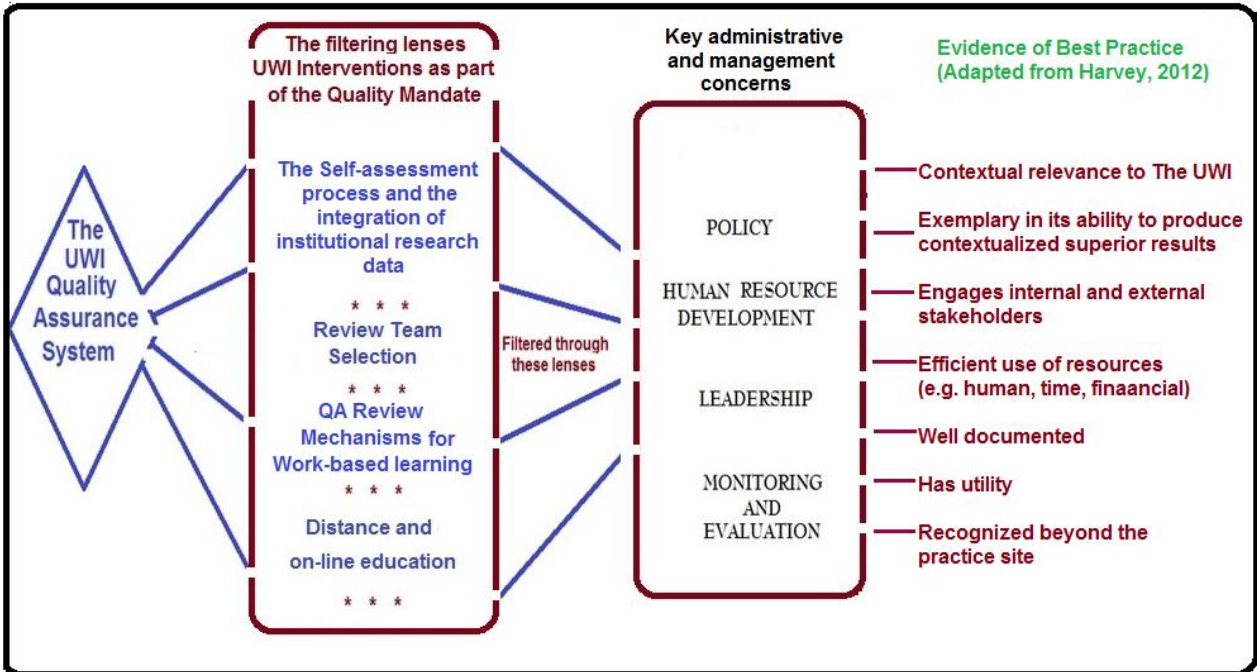 The
UWI
Quality
Assurance
System
The filtering lenses
UWI Interventions as part
of the Quality Mandate
The Self-assessment
process and the
integration of
institutional research
data
* * *
Review Team
Selection
* * *
QA Review
Mechanisms for
Work-based learning
* * *
Distance and
on-line education
* * *
Filtered through
these lenses
Key administrative
and management
concerns
POLICY
HUMAN RESOURCE
DEVELOPMENT
LEADERSHIP
MONITORING
AND
EVALUATION
Evidence of Best Practice
(Adapted from Harvey, 2012)
Contextual relevance to The UWI
Exemplary in its ability to produce
contextualized superior results
Engages internal and external
stakeholders
Efficient use of resources
(e.g. human, time, finaancial)
Well documented
Has utility
Recognized beyond the
practice site